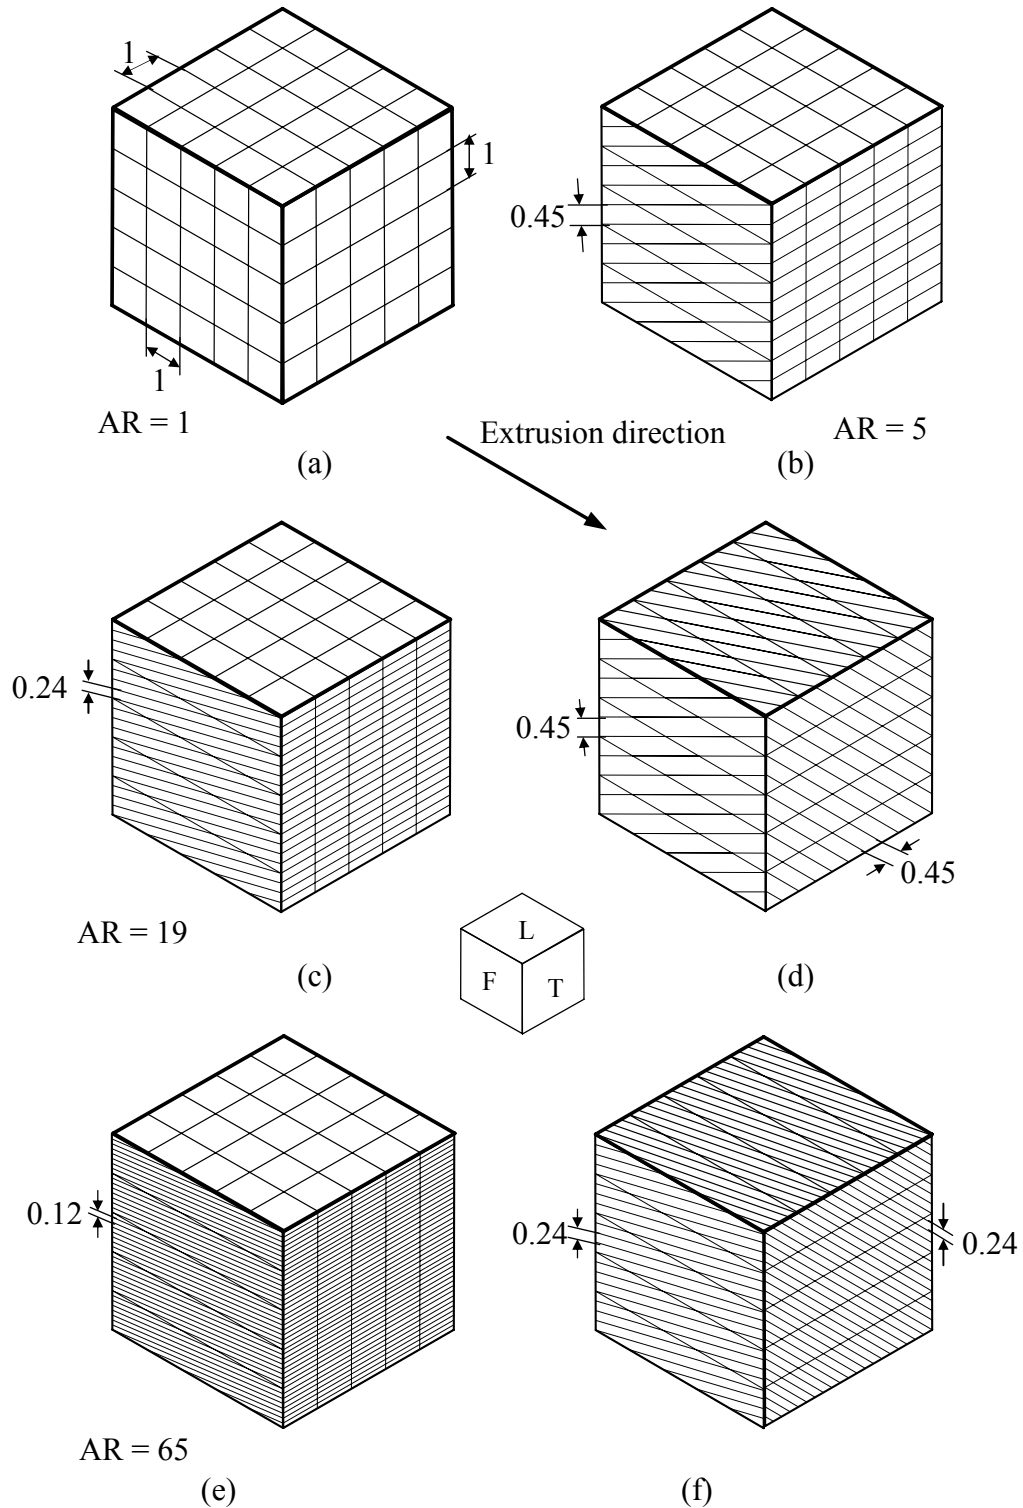 1
1
1
AR = 1
(a)
0.45
AR = 5
(b)
Extrusion direction
0.24
AR = 19
(c)
0.45
0.45
(d)
L
F
T
0.12
AR = 65
(e)
0.24
0.24
(f)